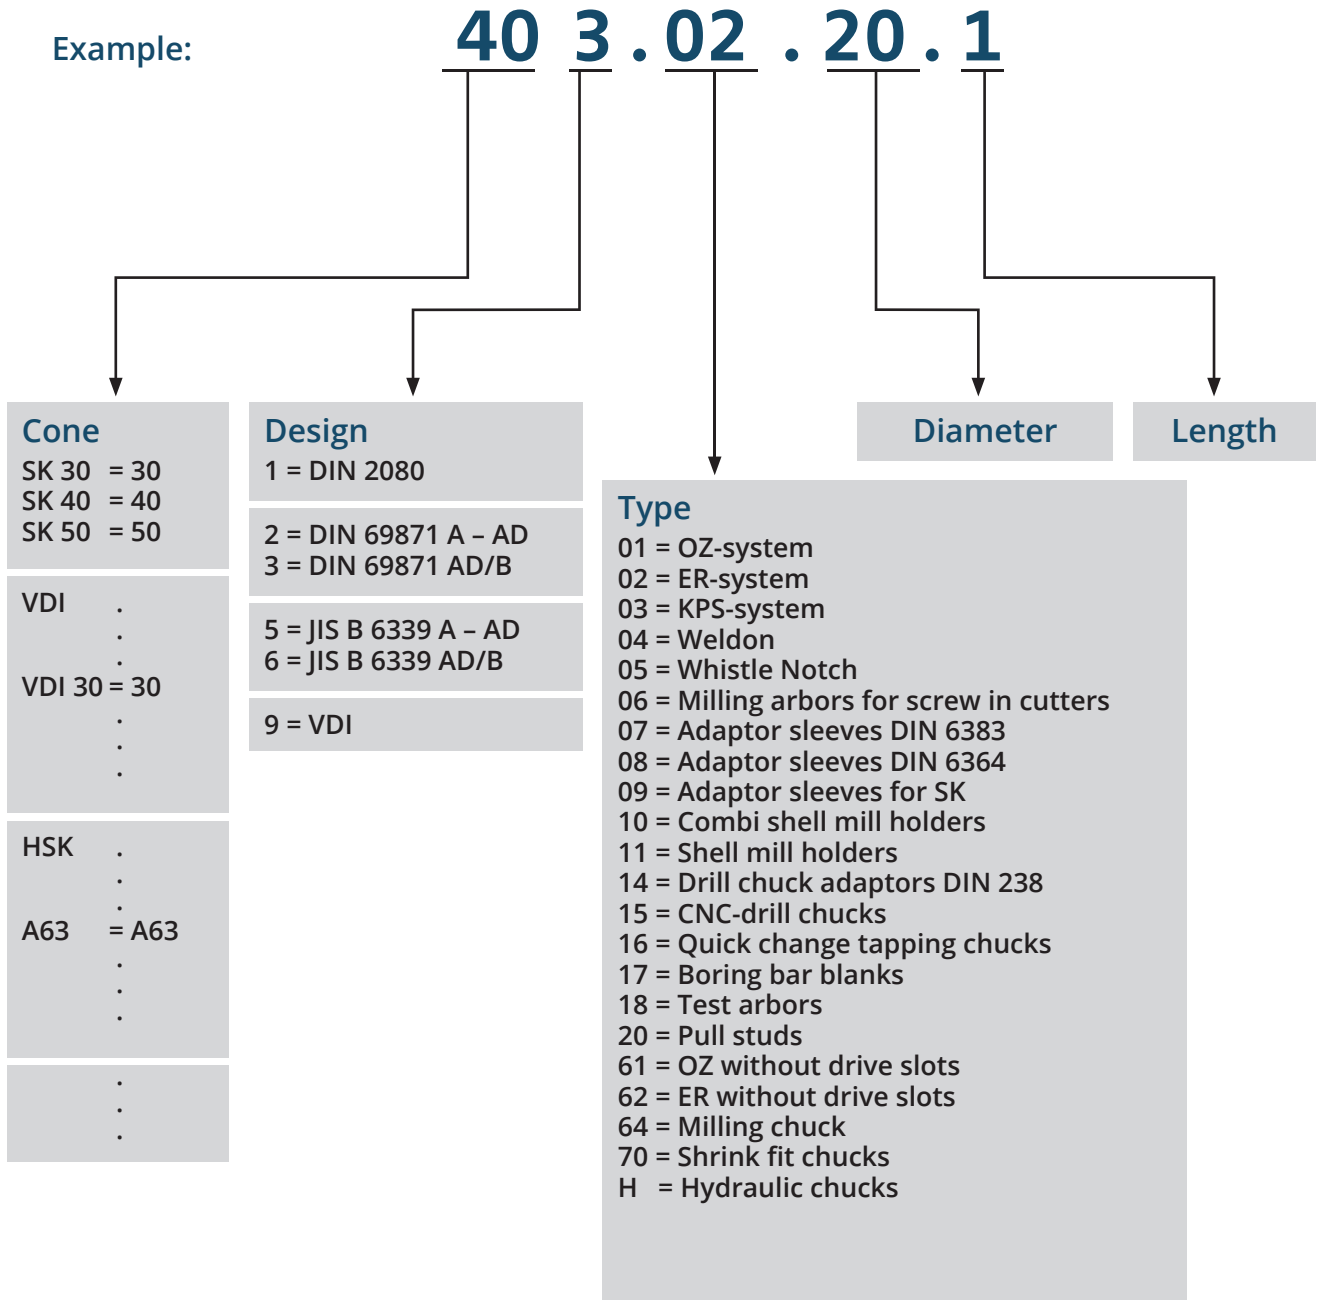 Example:
40 3 . 02 . 20 . 1
Cone
SK 30 = 30
SK 40 = 40
SK 50 = 50
VDI .
.
.
VDI 30 = 30
.
.
.
HSK .
.
.
A63 = A63
.
.
.
.
.
.
Design
1 = DIN 2080
2 = DIN 69871 A – AD
3 = DIN 69871 AD/B
5 = JIS B 6339 A – AD
6 = JIS B 6339 AD/B
9 = VDI
Type
01 = OZ-system
02 = ER-system
03 = KPS-system
04 = Weldon
05 = Whistle Notch
06 = Milling arbors for screw in cutters
07 = Adaptor sleeves DIN 6383
08 = Adaptor sleeves DIN 6364
09 = Adaptor sleeves for SK
10 = Combi shell mill holders
11 = Shell mill holders
14 = Drill chuck adaptors DIN 238
15 = CNC-drill chucks
16 = Quick change tapping chucks
17 = Boring bar blanks
18 = Test arbors
20 = Pull studs
61 = OZ without drive slots
62 = ER without drive slots
64 = Milling chuck
70 = Shrink fit chucks
H = Hydraulic chucks
Diameter
Length